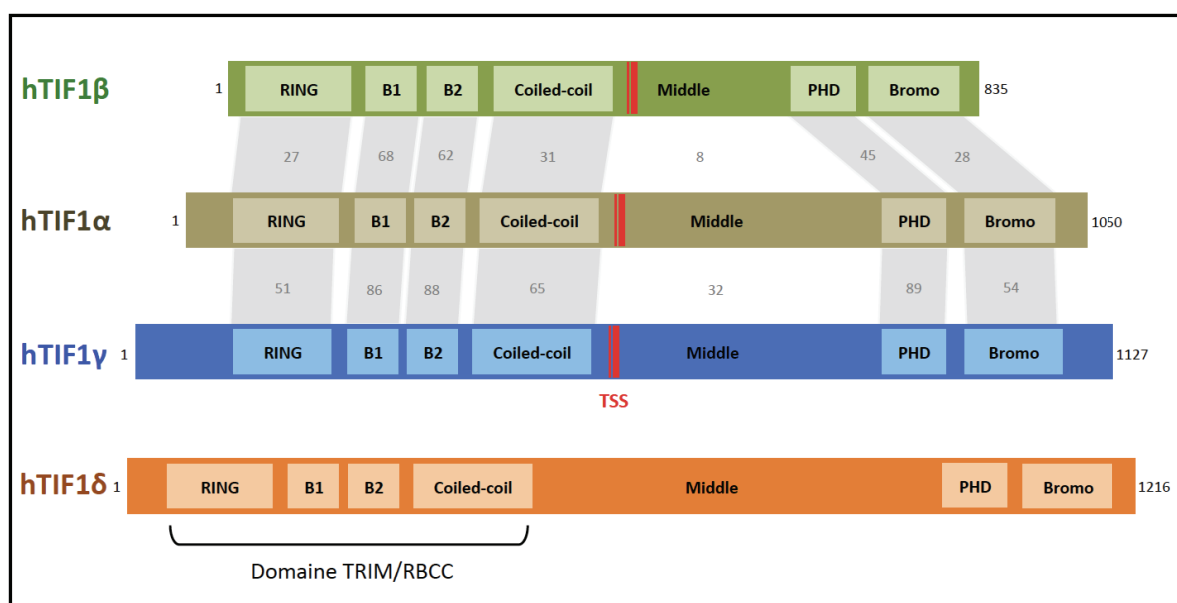 hTIF1β 1 RING B1 B2 Coiled-coil Middle PHD Bromo 835
27 68 62 31 8 45 28
hTIF1α 1 RING B1 B2 Coiled-coil Middle PHD Bromo 1050
51 86 88 65 32 89 54
hTIF1γ 1 RING B1 B2 Coiled-coil Middle PHD Bromo 1127
TSS
hTIF1δ 1 RING B1 B2 Coiled-coil Middle PHD Bromo 1216
Domaine TRIM/RBCC